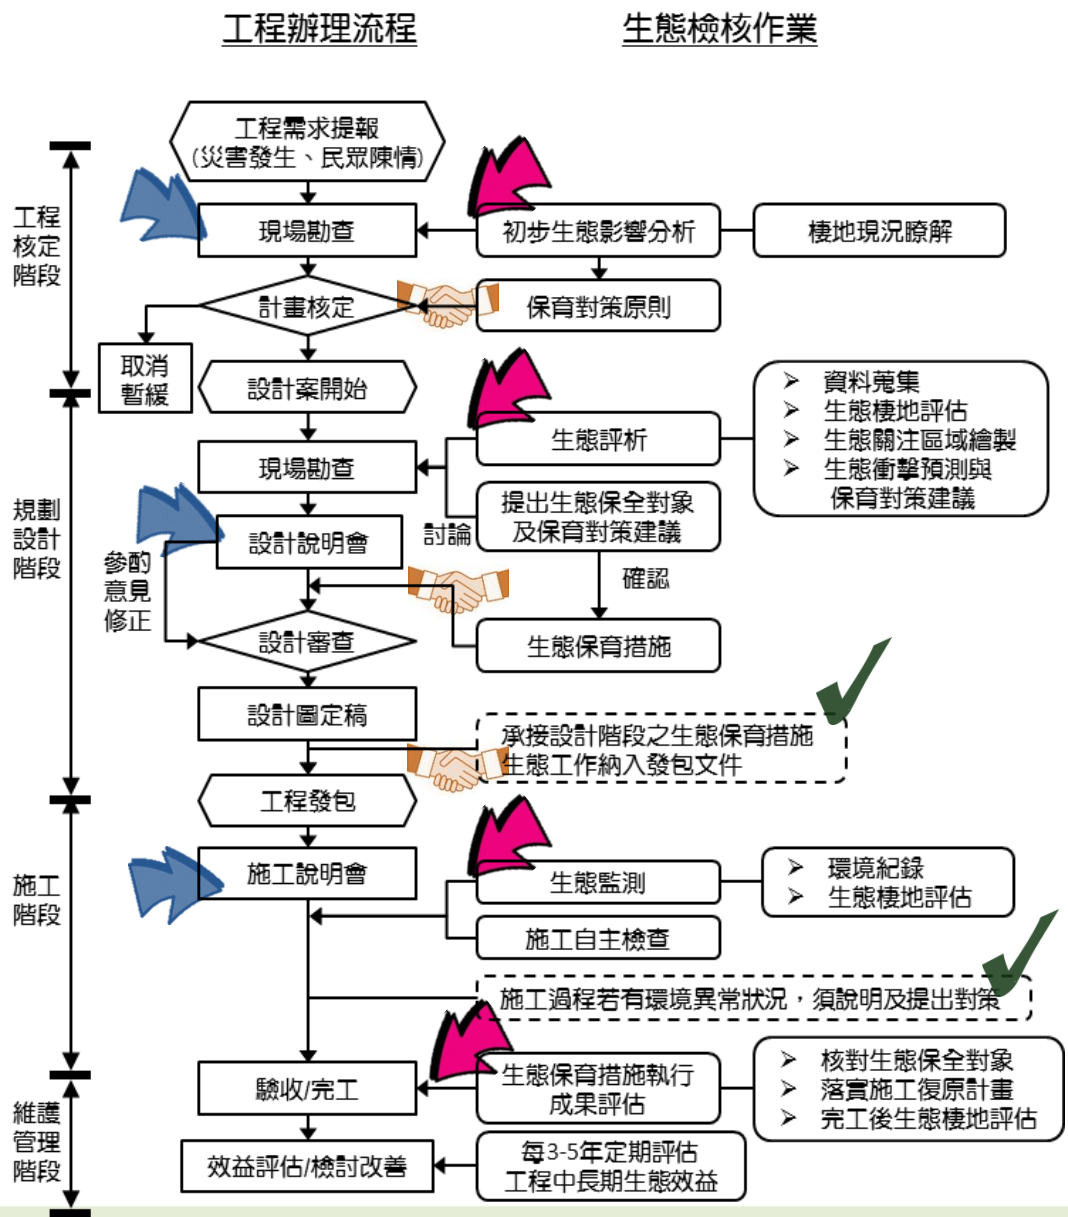 工程辦理流程
生態檢核作業
工程
核定
階段
工程需求提報
(災害發生、民眾陳情)
現場勘查
初步生態影響分析
棲地現況瞭解
計畫核定
保育對策原則
取消
暫緩
規劃
設計
階段
設計案開始
生態評析
➢ 資料蒐集
➢ 生態棲地評估
➢ 生態關注區域繪製
➢ 生態衝擊預測與
保育對策建議
現場勘查
提出生態保全對象
及保育對策建議
討論
設計說明會
參酌
意見
修正
確認
設計審查
生態保育措施
設計圖定稿
承接設計階段之生態保育措施
生態工作納入發包文件
工程發包
施工
階段
施工說明會
生態監測
➢ 環境紀錄
➢ 生態棲地評估
施工自主檢查
施工過程若有環境異常狀況，須說明及提出對策
維護
管理
階段
驗收/完工
生態保育措施執行
成果評估
➢ 核對生態保全對象
➢ 落實施工復原計畫
➢ 完工後生態棲地評估
效益評估/檢討改善
每3-5年定期評估
工程中長期生態效益